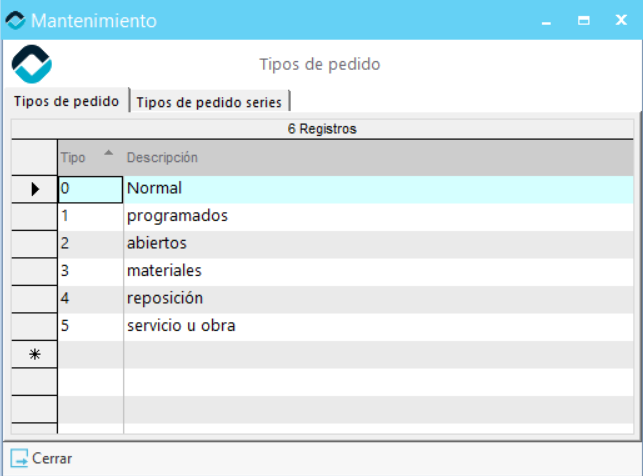 Mantenimiento
Tipos de pedido
Tipos de pedido Tipos de pedido series
6 Registros
Tipo Descripción
0 Normal
1 programados
2 abiertos
3 materiales
4 reposición
5 servicio u obra
Cerrar